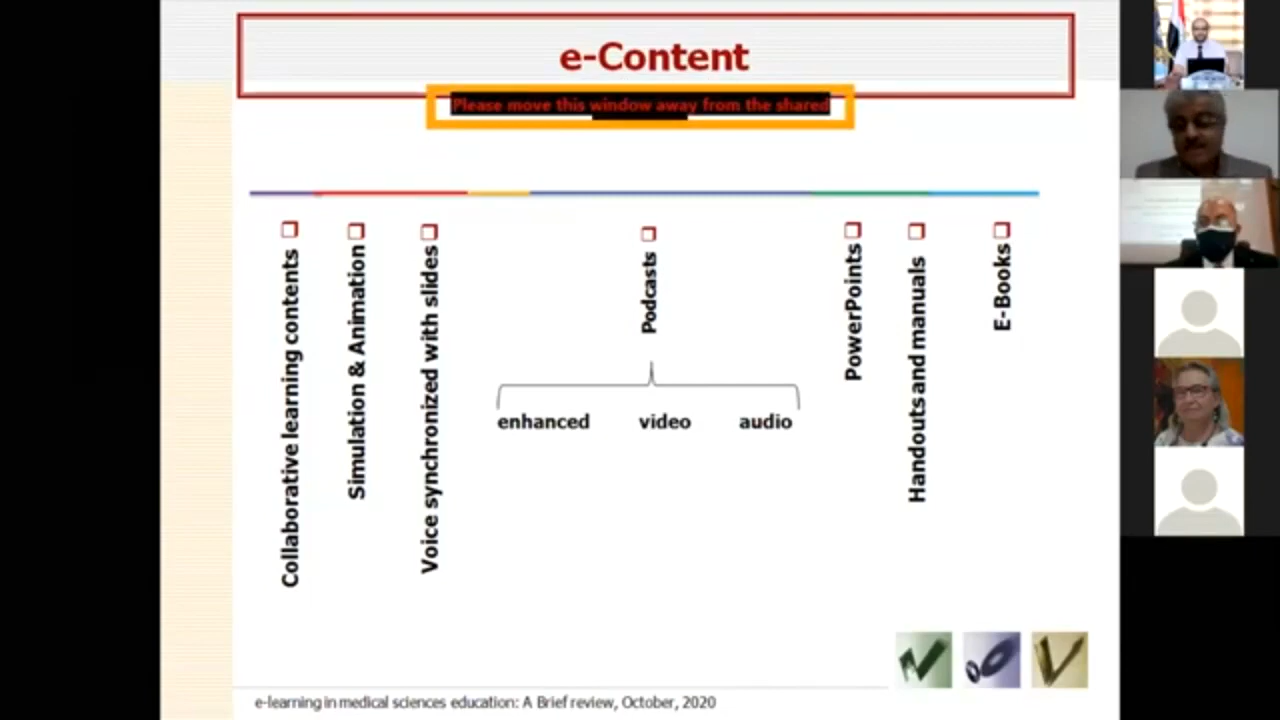 e-Content
Please move this window away from the shared
Collaborative learning contents
Simulation & Animation
Voice synchronized with slides
Podcasts
enhanced video audio
PowerPoints
Handouts and manuals
E-Books
e-learning in medical sciences education: A Brief review, October, 2020